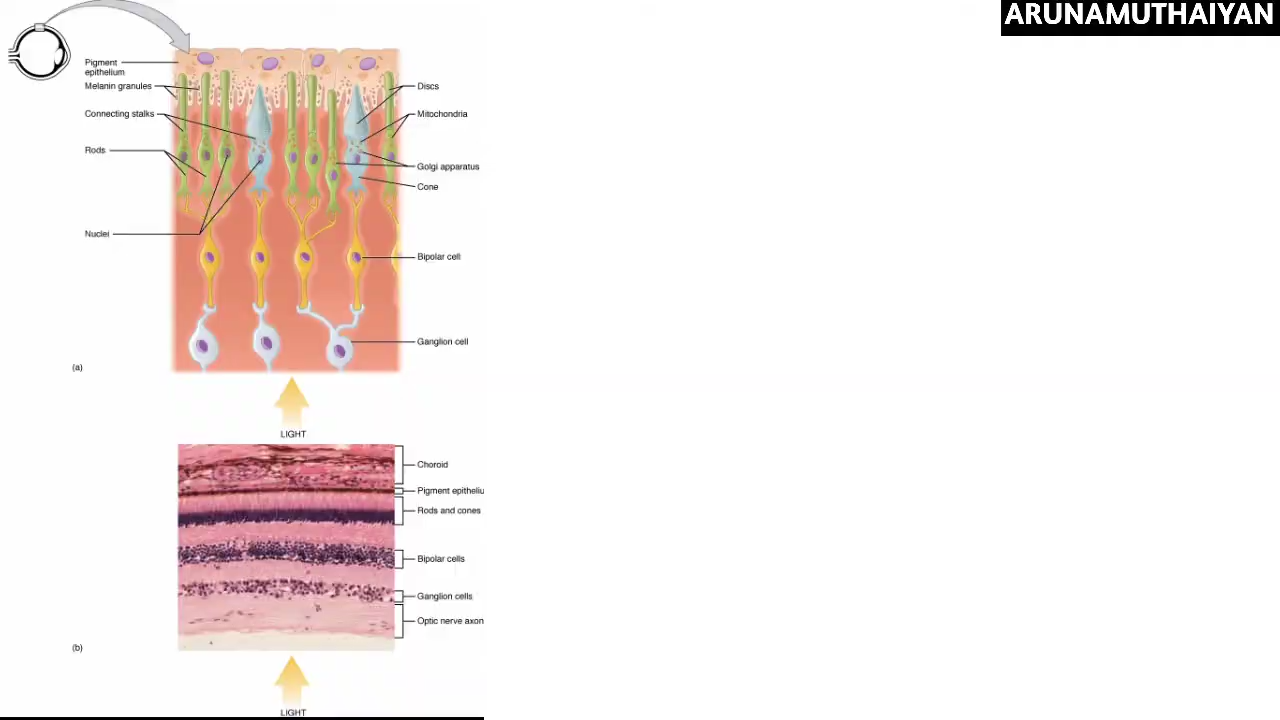 ARUNAMUTHAIYAN
Pigment
epithelium
Melanin granules
Connecting stalks
Rods
Nuclei
Discs
Mitochondria
Golgi apparatus
Cone
Bipolar cell
Ganglion cell
(a)
LIGHT
Choroid
Pigment epitheliu
Rods and cones
Bipolar cells
Ganglion cells
Optic nerve axon
(b)
LIGHT